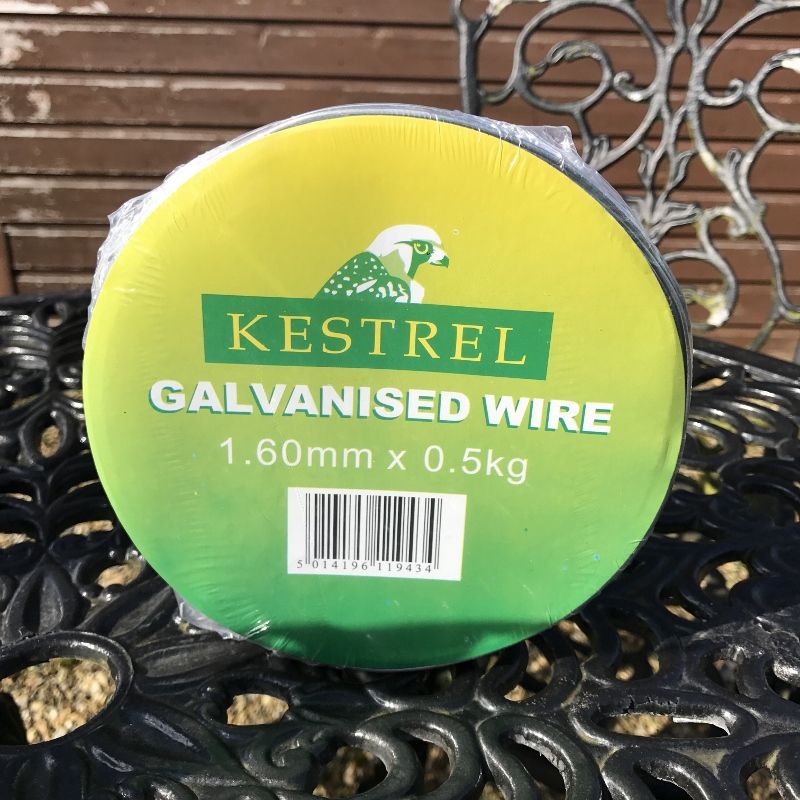 KESTREL
GALVANISED WIRE
1.60mm x 0.5kg
5 014196 119434